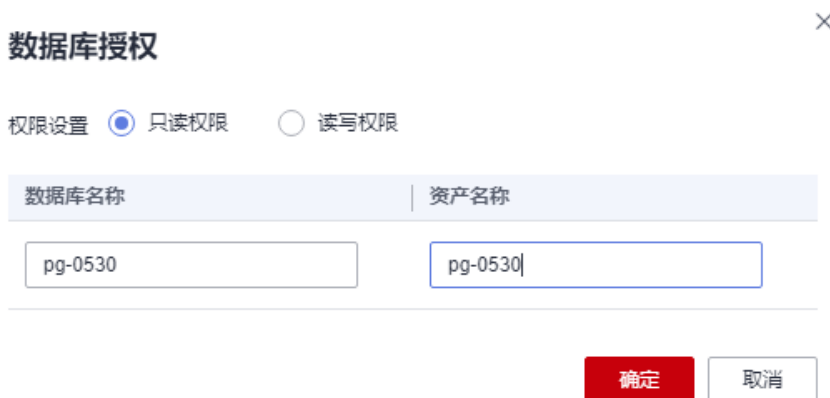 数据库授权
权限设置 只读权限 读写权限
数据库名称 资产名称
pg-0530 pg-0530
确定 取消